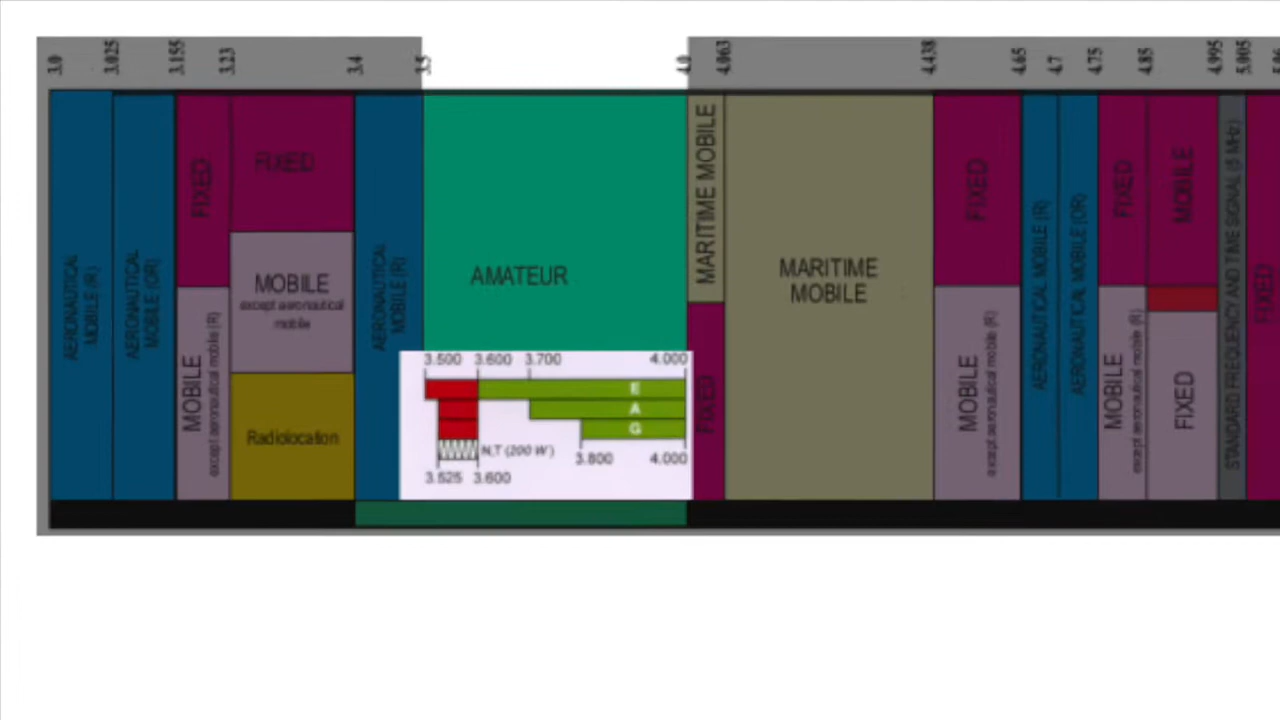 3.0
3.025
3.155
3.23
3.4
3.5
4.0
4.063
4.438
4.65
4.7
4.75
4.85
4.995
5.005
AERONAUTICAL
MOBILE (R)
AERONAUTICAL
MOBILE (OR)
FIXED
MOBILE
except aeronautical mobile (R)
FIXED
MOBILE
except aeronautical
mobile
Radiolocation
AERONAUTICAL
MOBILE (R)
AMATEUR
3.500 3.600 3.700 4.000
E
A
G
N,T (200 W)
3.800 4.000
3.525 3.600
MARITIME MOBILE
FIXED
MARITIME
MOBILE
FIXED
MOBILE
except aeronautical mobile (R)
AERONAUTICAL MOBILE (R)
AERONAUTICAL MOBILE (OR)
FIXED
MOBILE
except aeronautical mobile (R)
MOBILE
FIXED
STANDARD FREQUENCY AND TIME SIGNAL (5 MHz)
FIXED